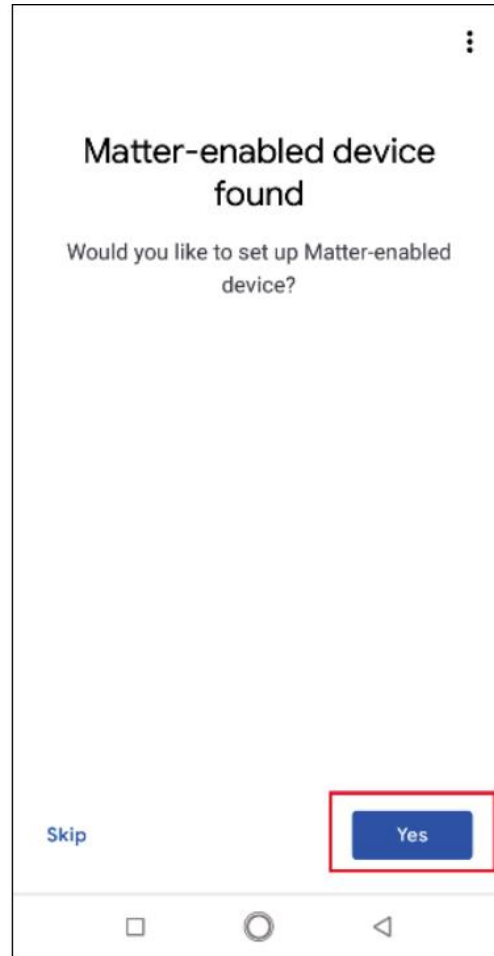 Matter-enabled device
found
Would you like to set up Matter-enabled
device?
Skip
Yes